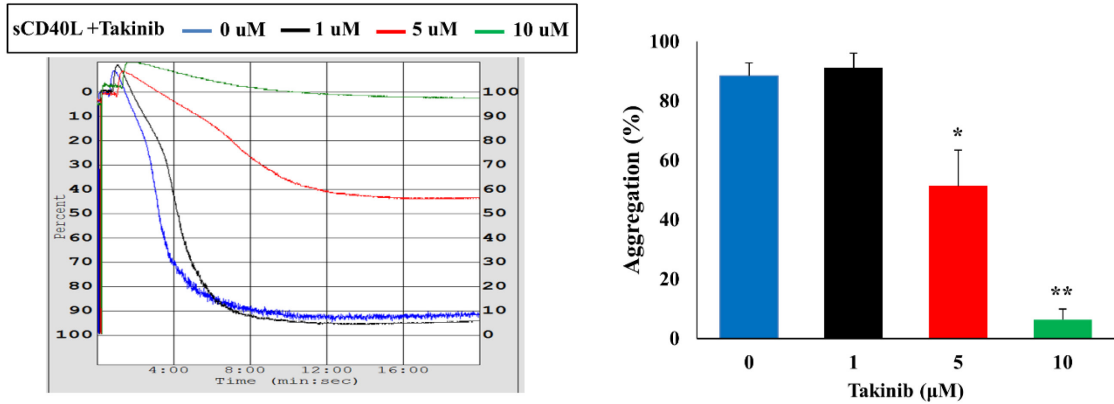 sCD40L +Takinib 0 uM 1 uM 5 uM 10 uM
0 100
10 90
20 80
30 70
40 60
50 50
60 40
70 30
80 20
90 10
100 0
Percent
4:00 8:00 12:00 16:00
Time (min:sec)
100
80
60
40
20
0
Aggregation (%)
*
**
0 1 5 10
Takinib (μM)